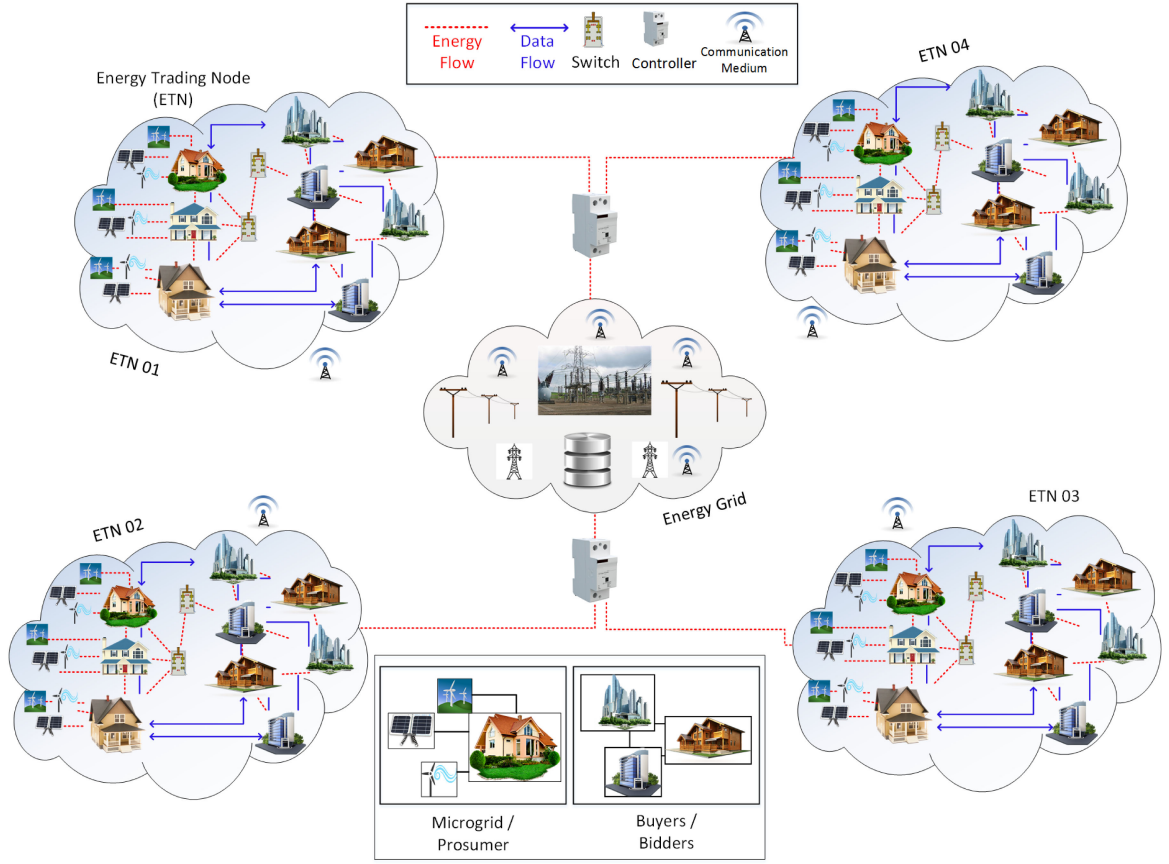 Energy
Flow
Data
Flow
Switch
Controller
Communication
Medium
Energy Trading Node
(ETN)
ETN 04
ETN 01
Energy Grid
ETN 02
ETN 03
Microgrid /
Prosumer
Buyers /
Bidders